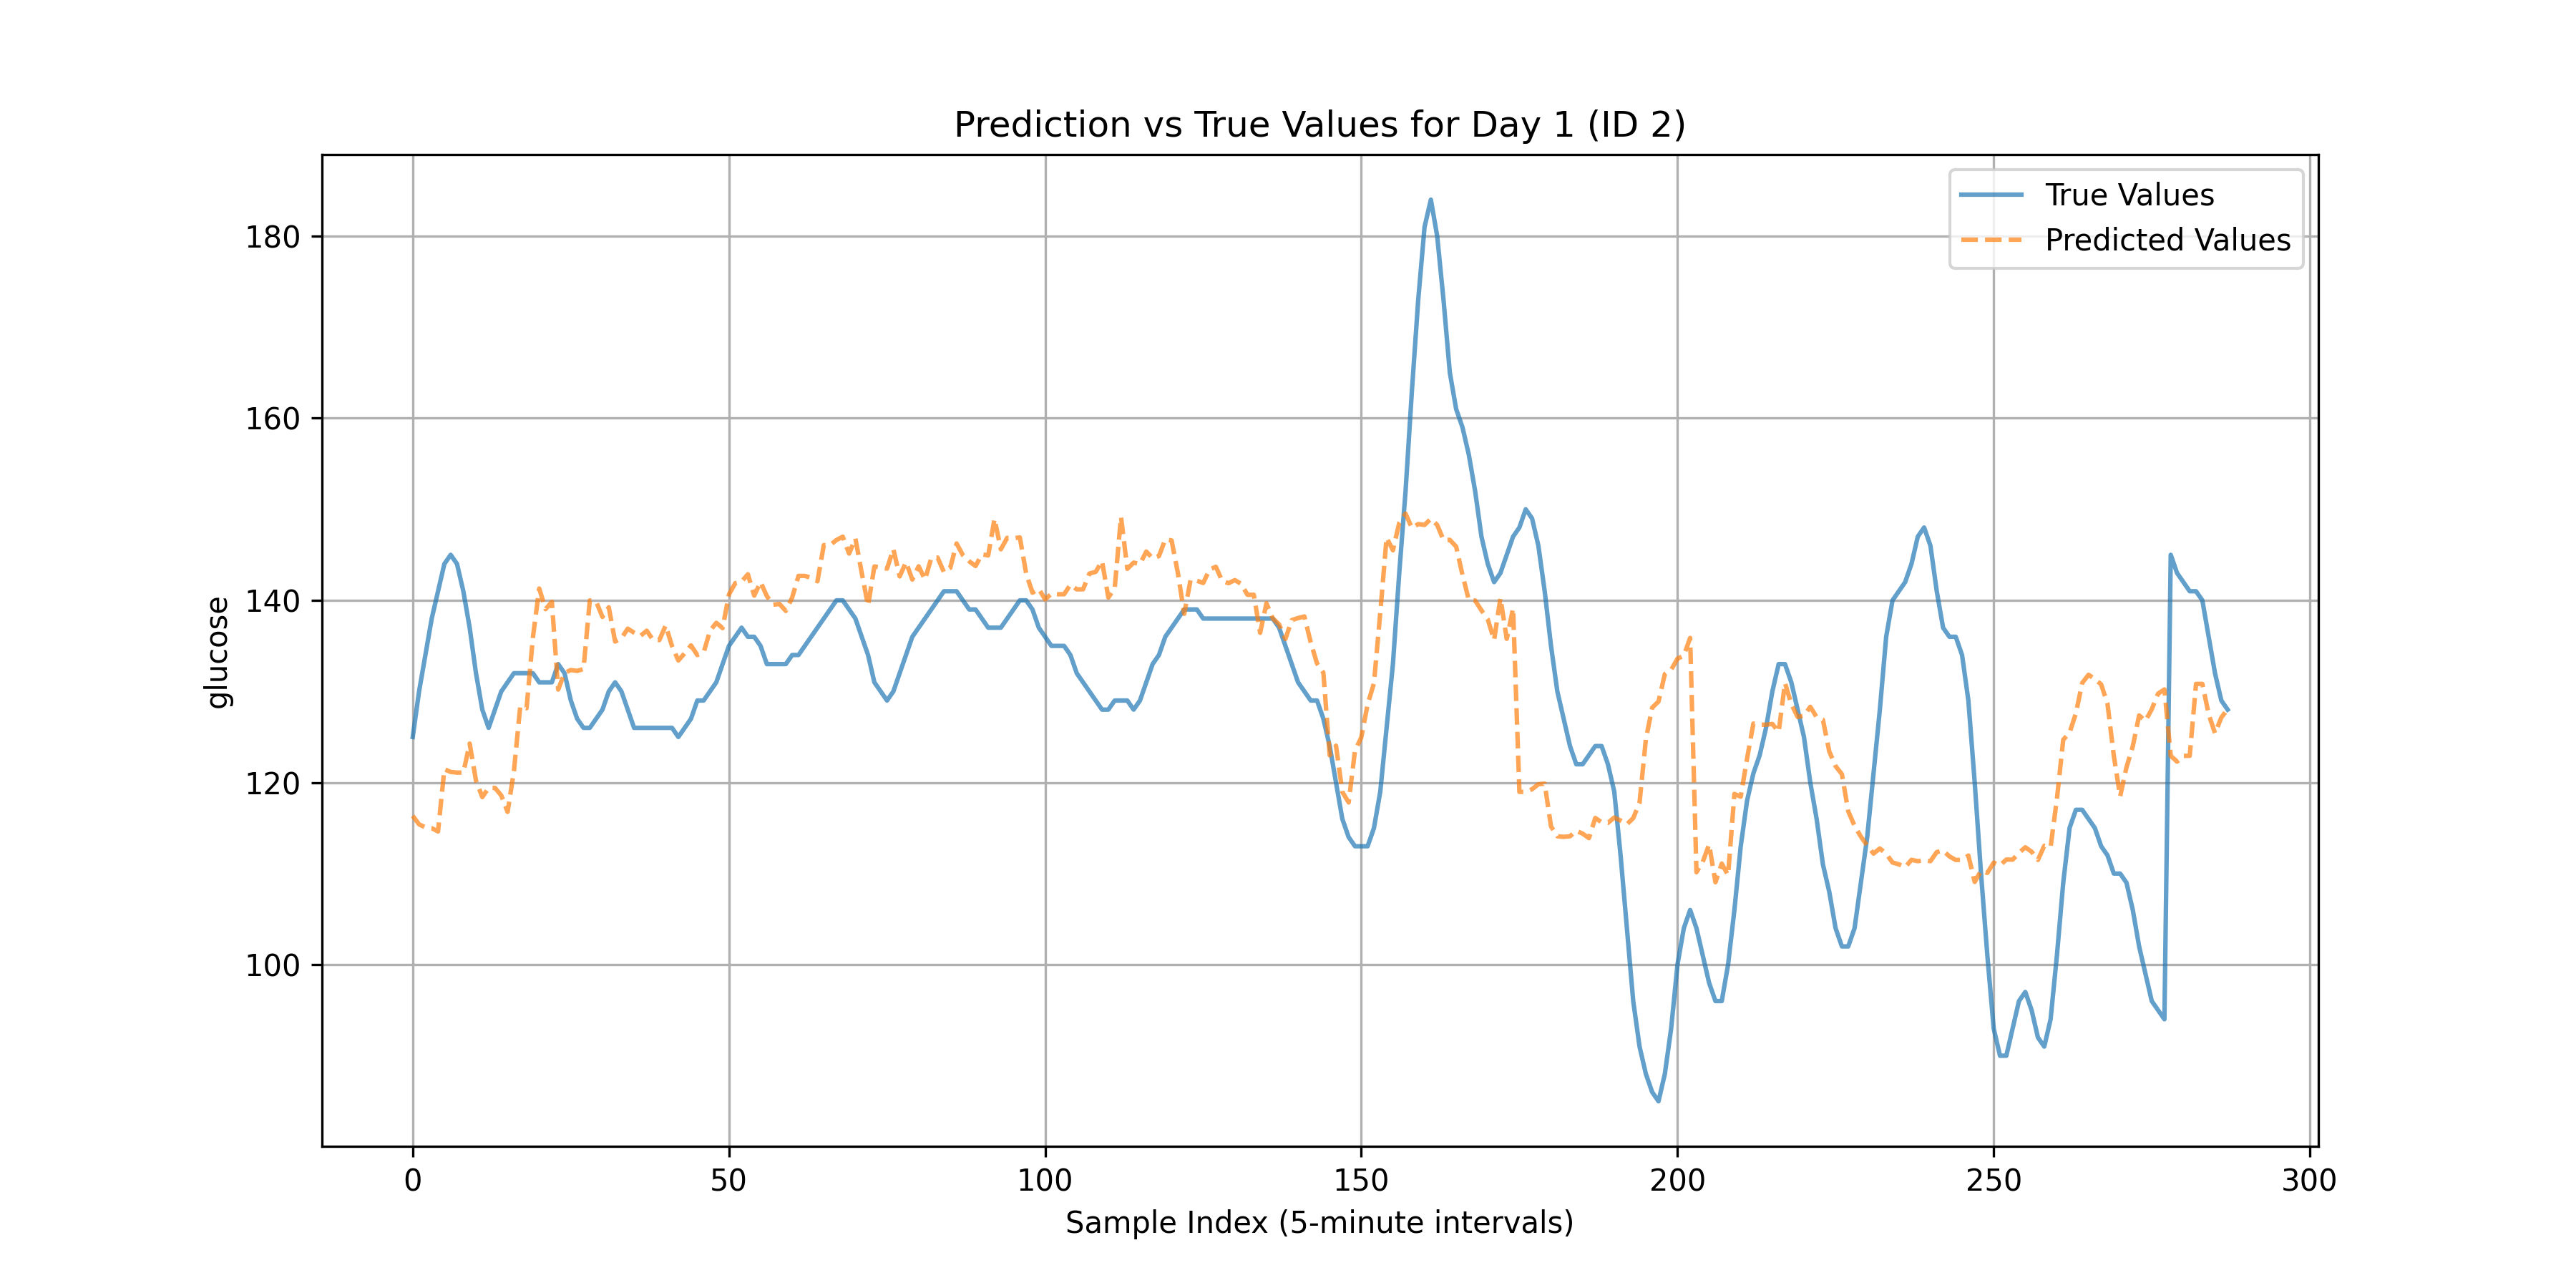 Prediction vs True Values for Day 1 (ID 2)
True Values
Predicted Values
glucose
180
160
140
120
100
0 50 100 150 200 250 300
Sample Index (5-minute intervals)